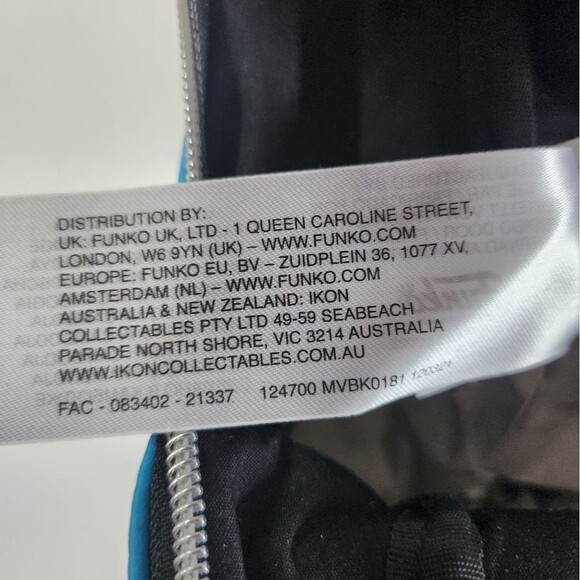 DISTRIBUTION BY:
UK: FUNKO UK, LTD - 1 QUEEN CAROLINE STREET,
LONDON, W6 9YN (UK) – WWW.FUNKO.COM
EUROPE: FUNKO EU, BV – ZUIDPLEIN 36, 1077 XV,
AMSTERDAM (NL) – WWW.FUNKO.COM
AUSTRALIA & NEW ZEALAND: IKON
COLLECTABLES PTY LTD 49-59 SEABEACH
PARADE NORTH SHORE, VIC 3214 AUSTRALIA
WWW.IKONCOLLECTABLES.COM.AU
FAC - 083402 - 21337 124700 MVBK0181 120321